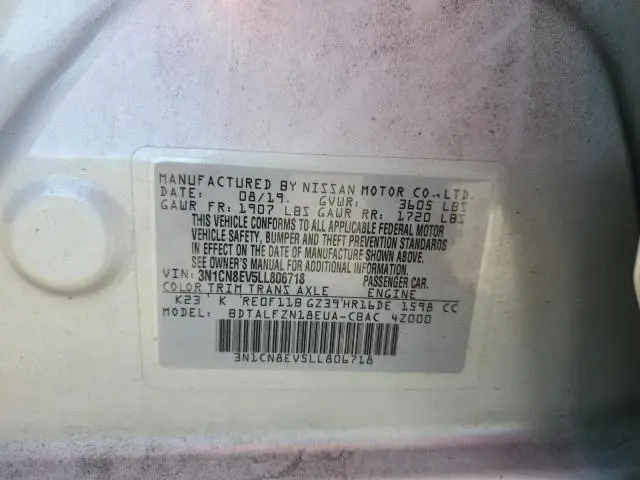 MANUFACTURED BY NISSAN MOTOR CO.,LTD.
DATE: 08/19. GVWR: 3605 LBS
GAWR FR: 1907 LBS GAWR RR: 1720 LBS
THIS VEHICLE CONFORMS TO ALL APPLICABLE FEDERAL MOTOR
VEHICLE SAFETY, BUMPER AND THEFT PREVENTION STANDARDS
IN EFFECT ON THE DATE OF MANUFACTURE SHOWN ABOVE.
SEE OWNER'S MANUAL FOR ADDITIONAL INFO.
VIN: 3N1CN8EV5LL806718 PASSENGER CAR.
COLOR TRIM TRANS AXLE ENGINE
K23 K RE0F11B GZ39 HR16DE 1598 CC
BDTALFZN18EUA-CBAC 42000
3N1CN8EV5LL806718